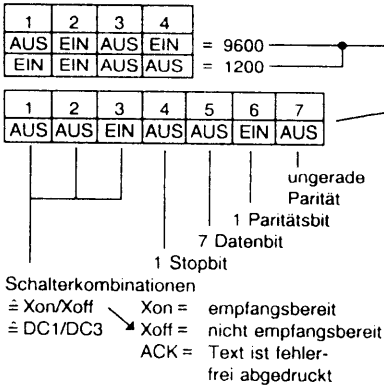 1 2 3 4
AUS EIN AUS EIN = 9600
EIN EIN AUS AUS = 1200
1 2 3 4 5 6 7
AUS AUS EIN AUS AUS EIN AUS
ungerade
Parität
1 Paritätsbit
7 Datenbit
1 Stopbit
Schalterkombinationen
≙ Xon/Xoff Xon = empfangsbereit
≙ DC1/DC3 Xoff = nicht empfangsbereit
ACK = Text ist fehler-
frei abgedruckt